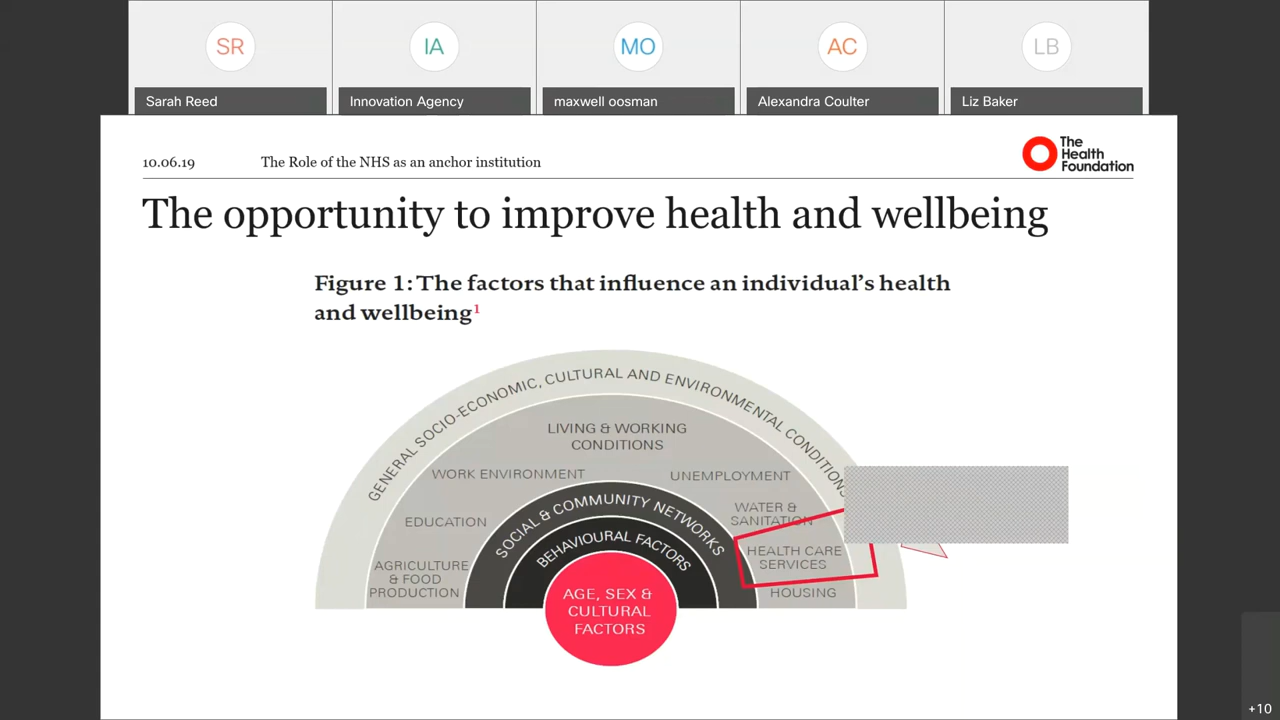 SR
IA
MO
AC
LB
Sarah Reed
Innovation Agency
maxwell oosman
Alexandra Coulter
Liz Baker
10.06.19
The Role of the NHS as an anchor institution
The
Health
Foundation
The opportunity to improve health and wellbeing
Figure 1: The factors that influence an individual's health
and wellbeing1
GENERAL SOCIO-ECONOMIC, CULTURAL AND ENVIRONMENTAL CONDITIONS
LIVING & WORKING
CONDITIONS
WORK ENVIRONMENT
UNEMPLOYMENT
EDUCATION
WATER &
SANITATION
AGRICULTURE
& FOOD
PRODUCTION
HEALTH CARE
SERVICES
HOUSING
SOCIAL & COMMUNITY NETWORKS
BEHAVIOURAL FACTORS
AGE, SEX &
CULTURAL
FACTORS
+10